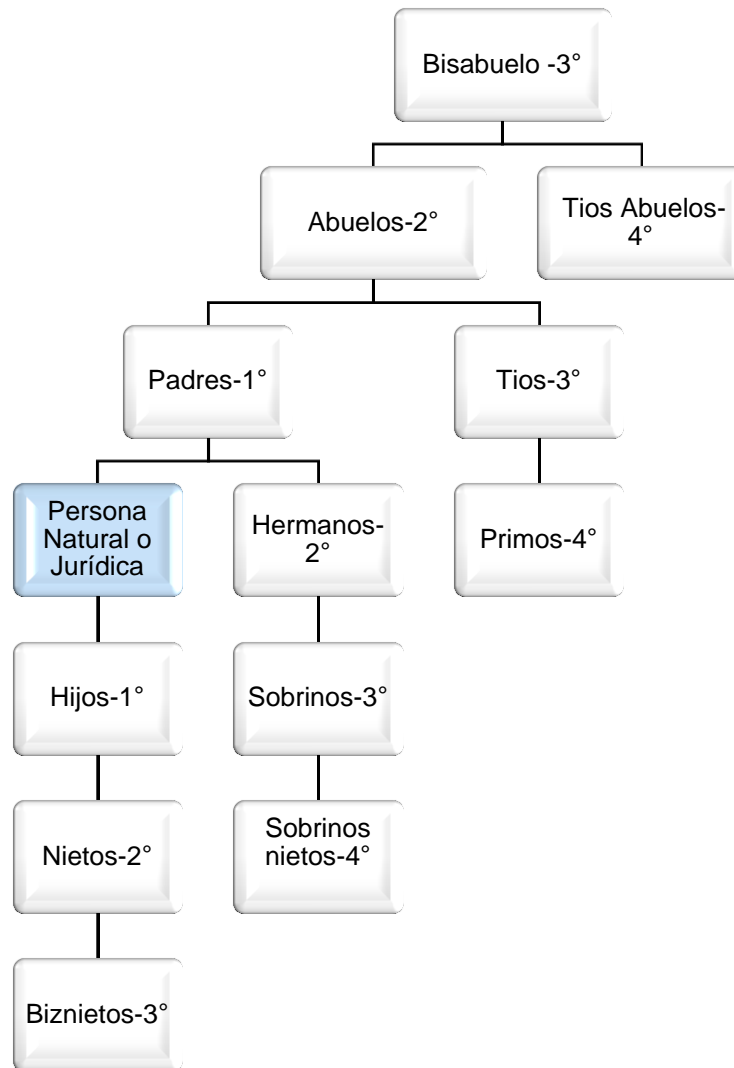 Bisabuelo -3°
Abuelos-2°
Tios Abuelos-
4°
Padres-1°
Tios-3°
Persona
Natural o
Jurídica
Hermanos-
2°
Primos-4°
Hijos-1°
Sobrinos-3°
Nietos-2°
Sobrinos
nietos-4°
Biznietos-3°